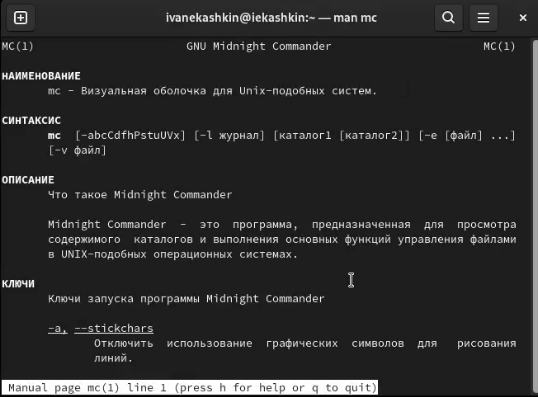 ivanekashkin@iekashkin:~ — man mc
MC(1) GNU Midnight Commander MC(1)
НАИМЕНОВАНИЕ
mc – Визуальная оболочка для Unix-подобных систем.
СИНТАКСИС
mc [-abcCdfhPstuUVx] [-l журнал] [каталог1 [каталог2]] [-e [файл] ...]
[-v файл]
ОПИСАНИЕ
Что такое Midnight Commander
Midnight Commander – это программа, предназначенная для просмотра
содержимого каталогов и выполнения основных функций управления файлами
в UNIX-подобных операционных системах.
КЛЮЧИ
Ключи запуска программы Midnight Commander
-a, --stickchars
Отключить использование графических символов для рисования
линий.
Manual page mc(1) line 1 (press h for help or q to quit)